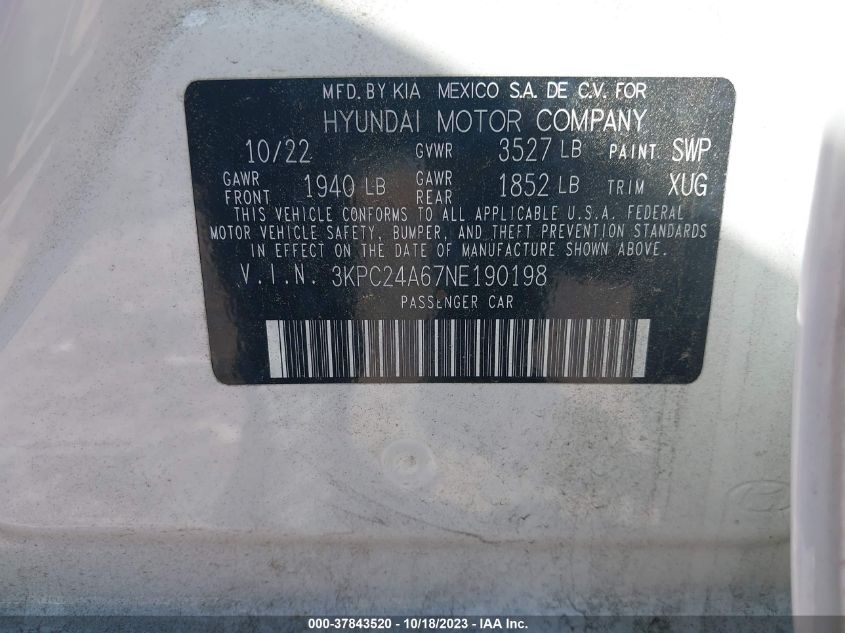 MFD. BY KIA MEXICO S.A. DE C.V. FOR
HYUNDAI MOTOR COMPANY
10/22 GVWR 3527 LB PAINT. SWP
GAWR FRONT 1940 LB GAWR REAR 1852 LB TRIM XUG
THIS VEHICLE CONFORMS TO ALL APPLICABLE U.S.A. FEDERAL
MOTOR VEHICLE SAFETY, BUMPER, AND THEFT PREVENTION STANDARDS
IN EFFECT ON THE DATE OF MANUFACTURE SHOWN ABOVE.
V.I.N. 3KPC24A67NE190198
PASSENGER CAR
000-37843520 - 10/18/2023 - IAA Inc.